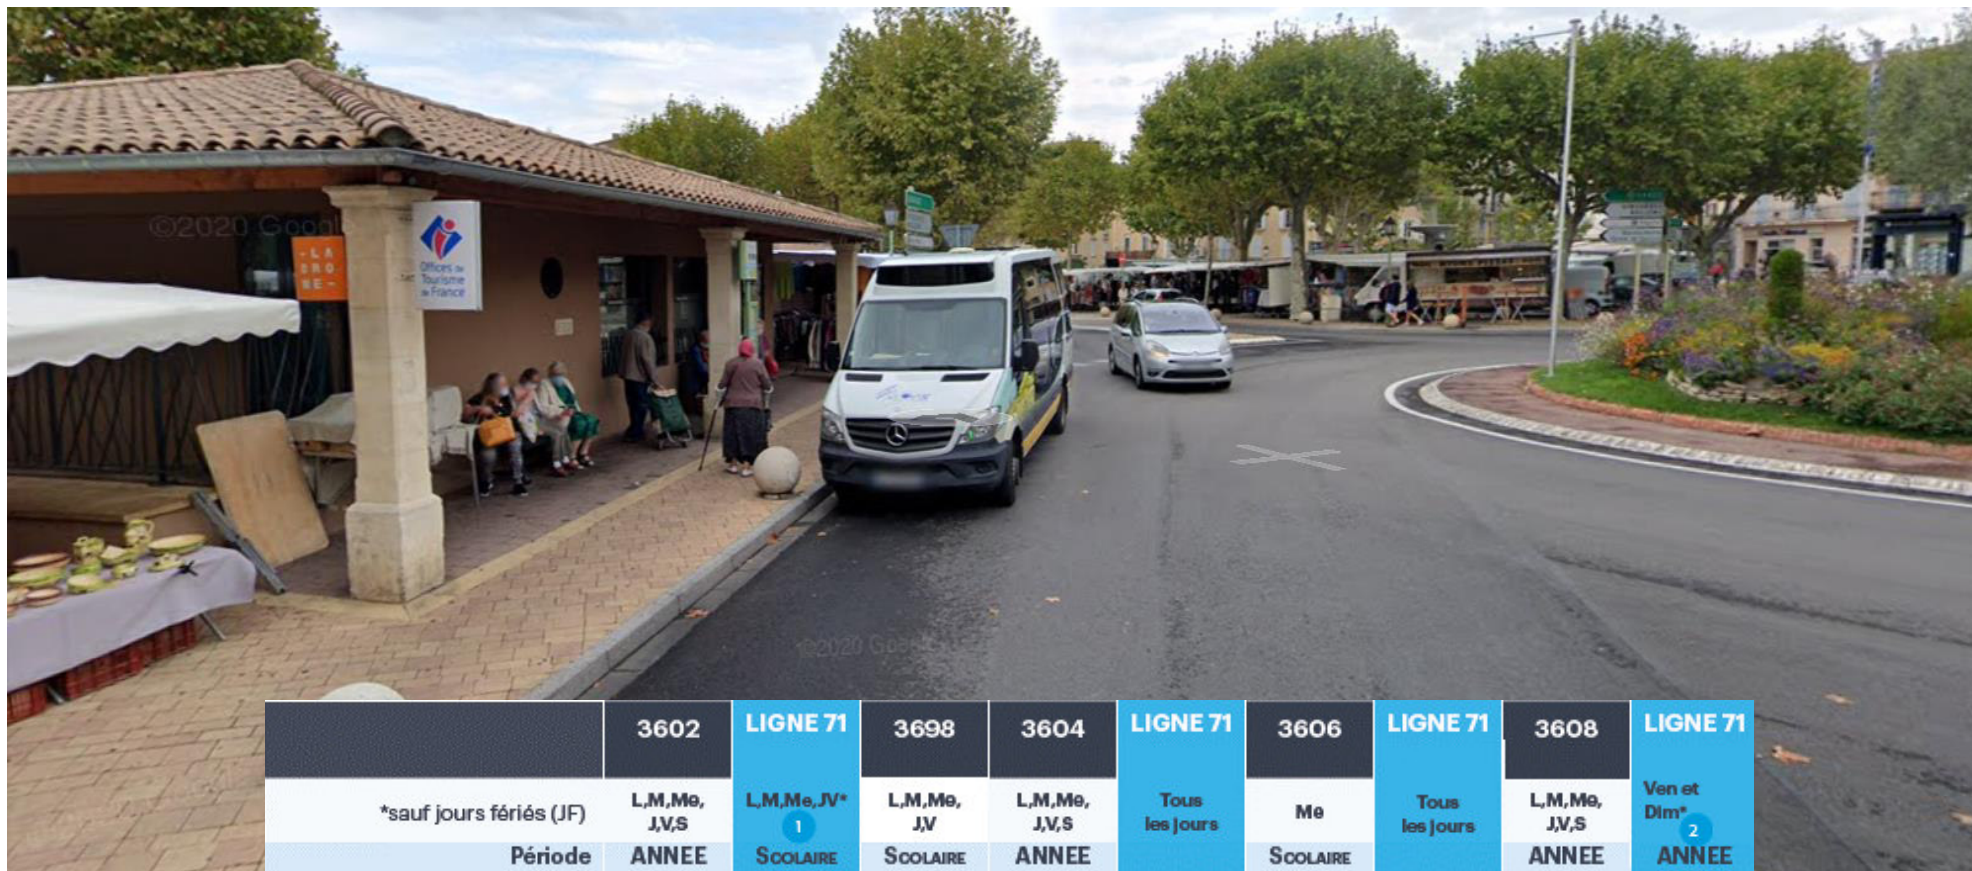 ©2020 Google
- L A
D R O
M E -
Offices de
Tourisme
de France
©2020 Google
3602 LIGNE 71 3698 3604 LIGNE 71 3606 LIGNE 71 3608 LIGNE 71
*sauf jours fériés (JF) L,M,Me, J,V,S L,M,Me,JV* 1 L,M,Me, J,V L,M,Me, J,V,S Tous les jours Me Tous les jours L,M,Me, J,V,S Ven et Dim* 2
Période ANNEE SCOLAIRE SCOLAIRE ANNEE SCOLAIRE ANNEE ANNEE